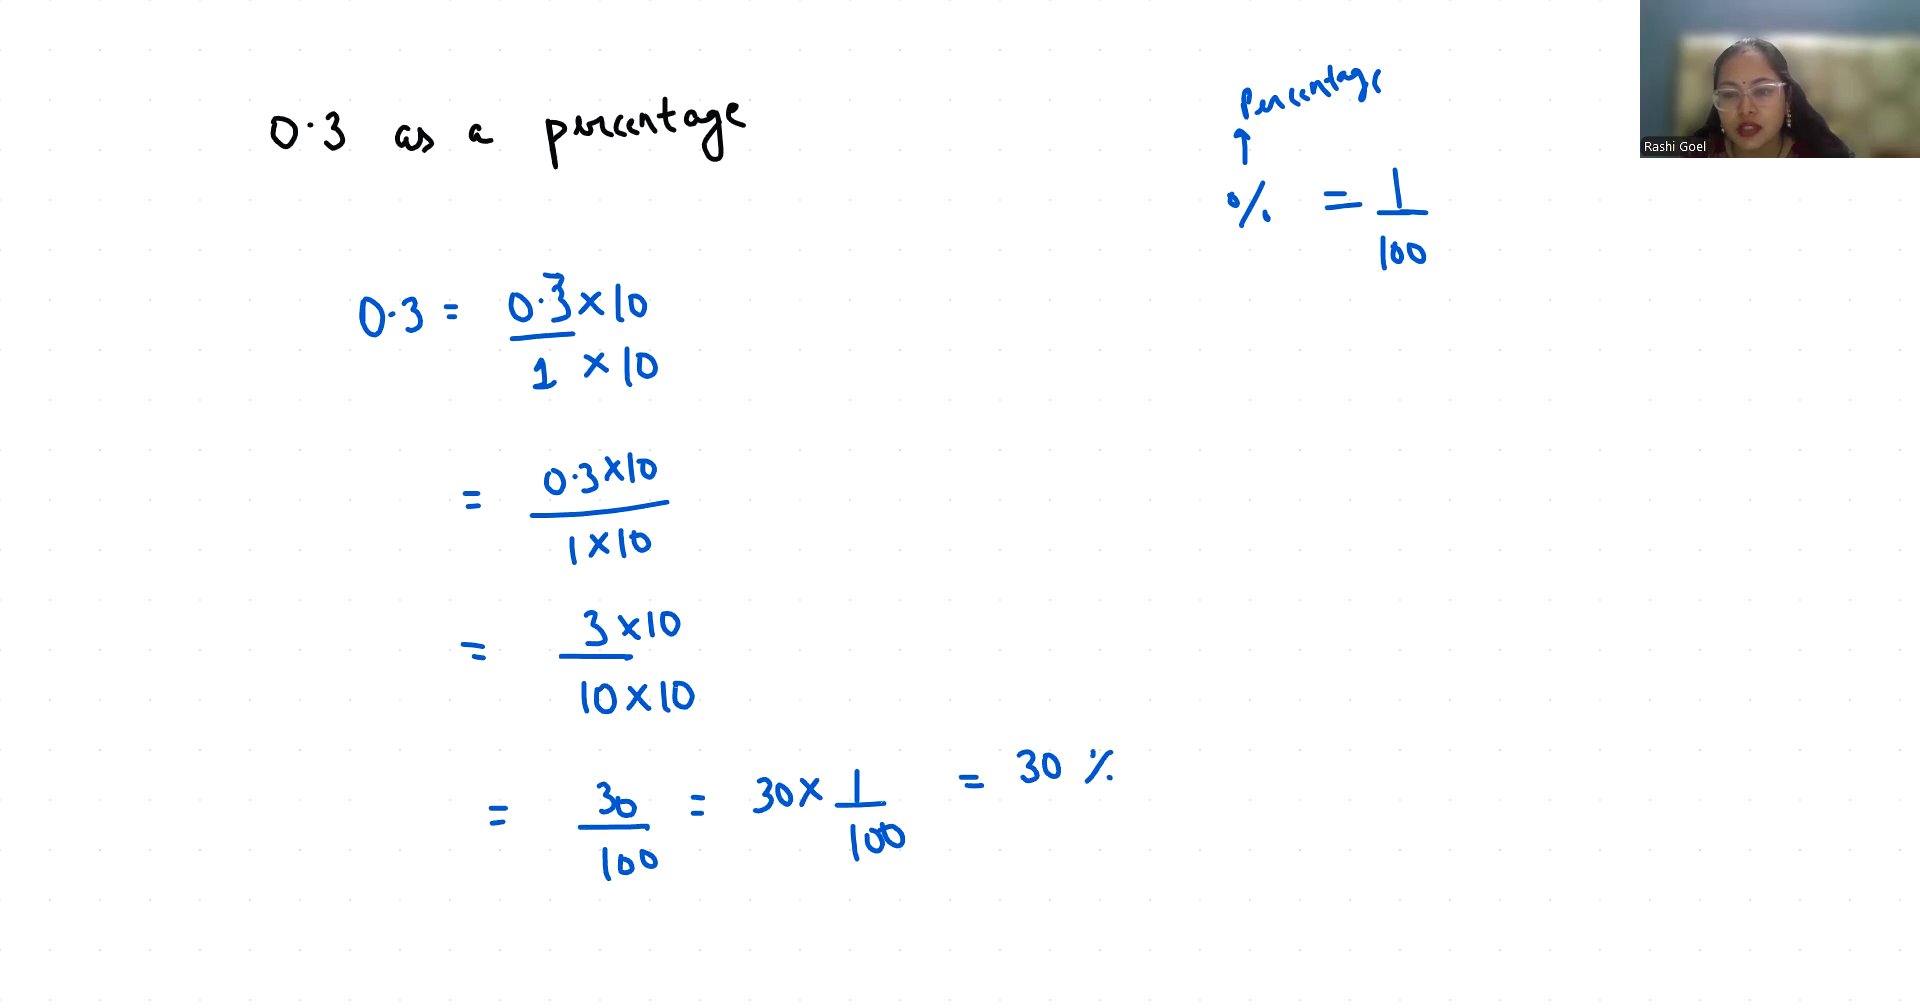 0.3 as a percentage
Percentage
↑
% = 1/100
0.3 = 0.3 × 10 / 1 × 10
= 0.3 × 10 / 1 × 10
= 3 × 10 / 10 × 10
= 30/100 = 30 × 1/100 = 30 %
Rashi Goel